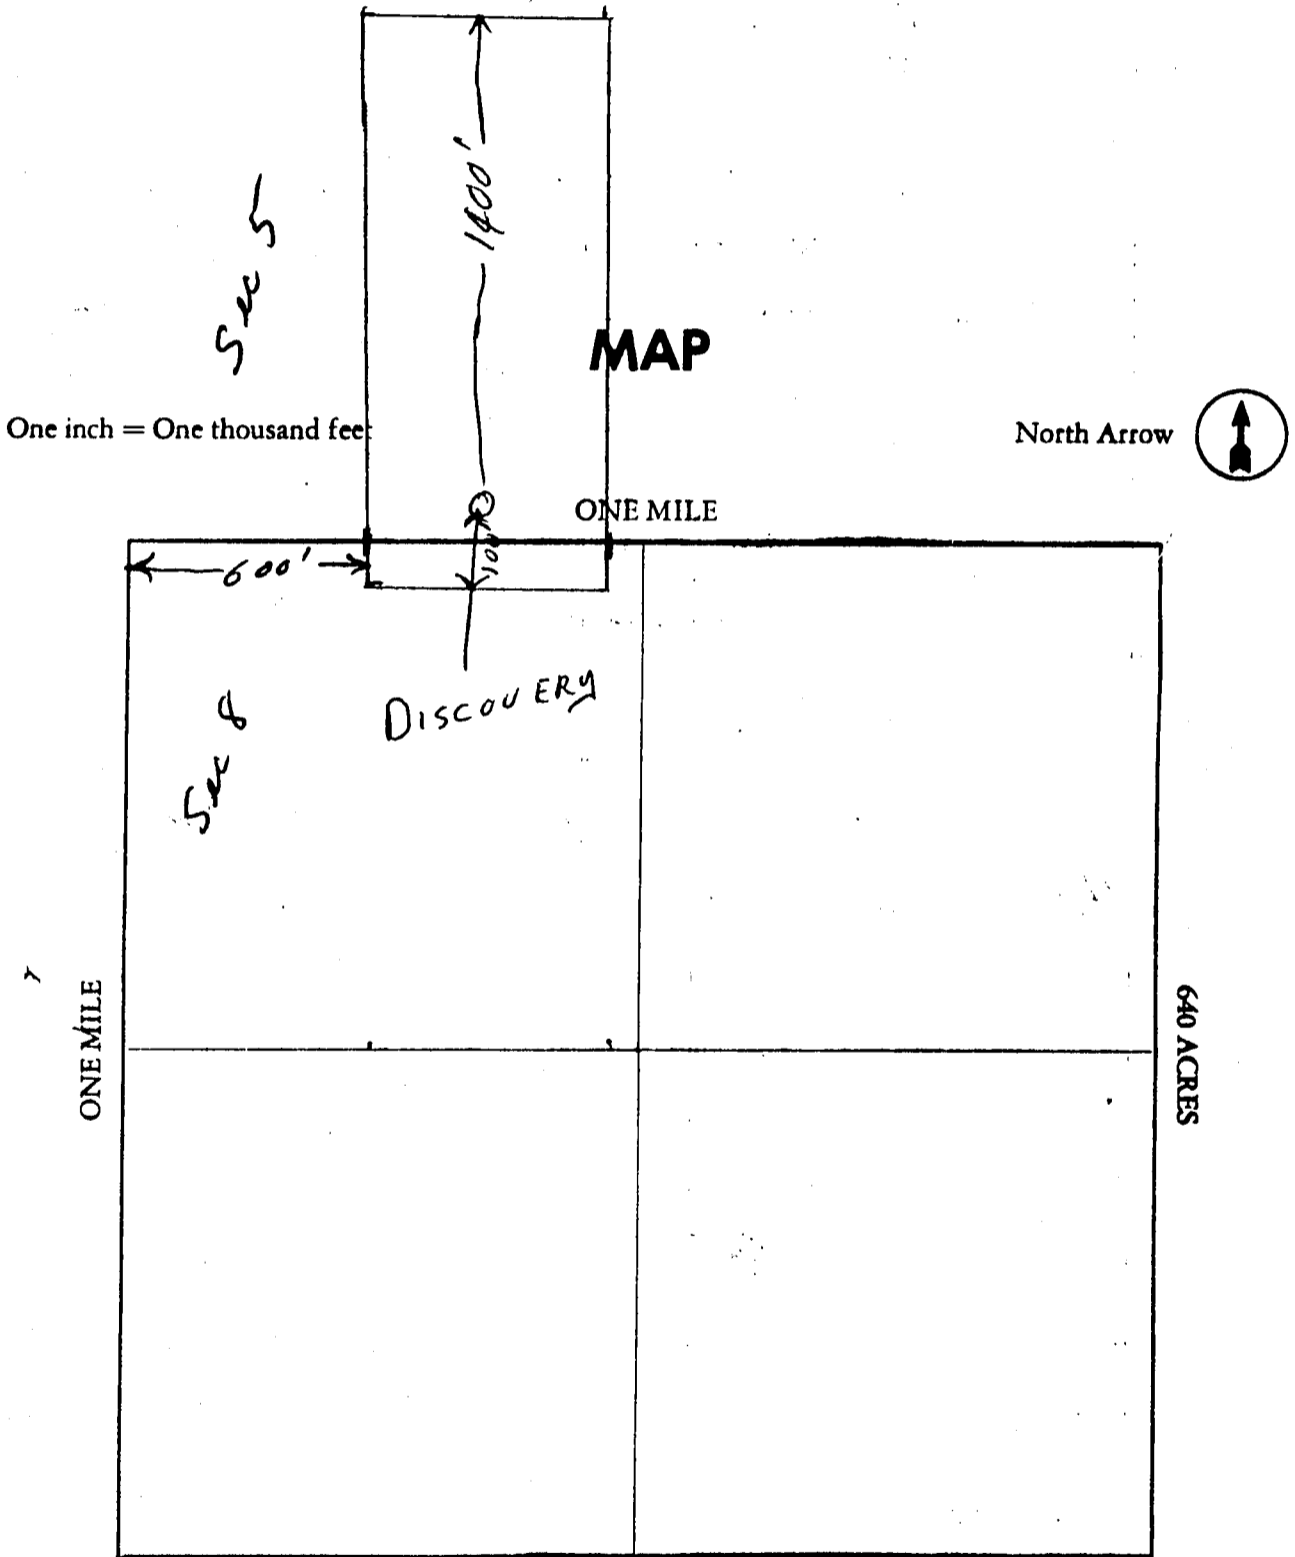 1400'
Sec 5
MAP
One inch = One thousand feet
North Arrow
ONE MILE
100'
600'
DISCOVERY
Sec 8
ONE MILE
640 ACRES